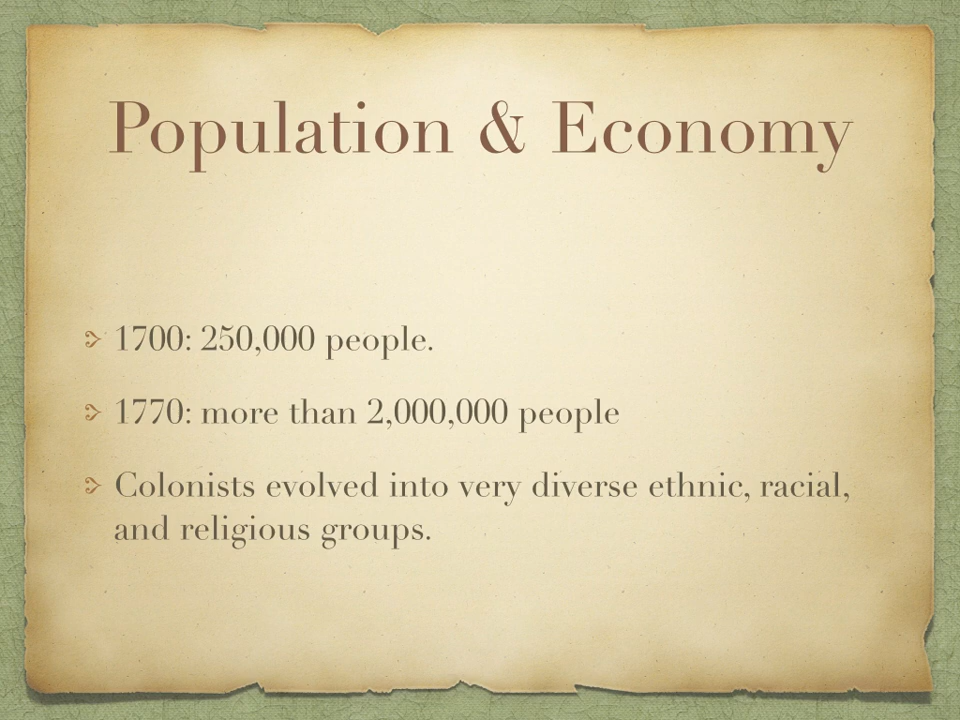 Population & Economy
1700: 250,000 people.
1770: more than 2,000,000 people
Colonists evolved into very diverse ethnic, racial,
and religious groups.